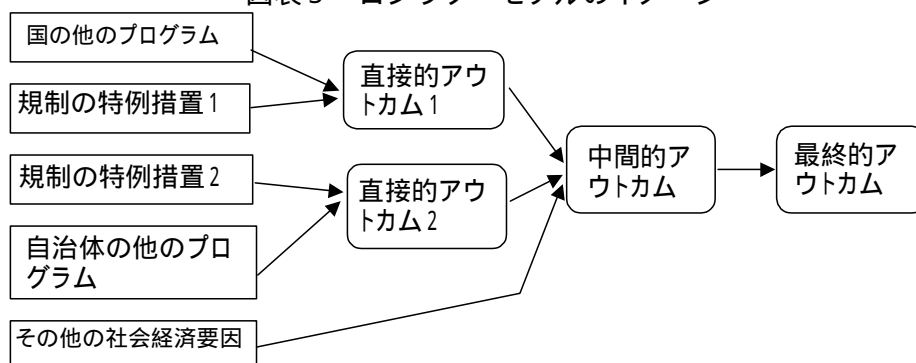 国の他のプログラム
規制の特例措置1
規制の特例措置2
自治体の他のプロ
グラム
その他の社会経済要因
直接的アウ
トカム1
直接的アウ
トカム2
中間的ア
ウトカム
最終的ア
ウトカム